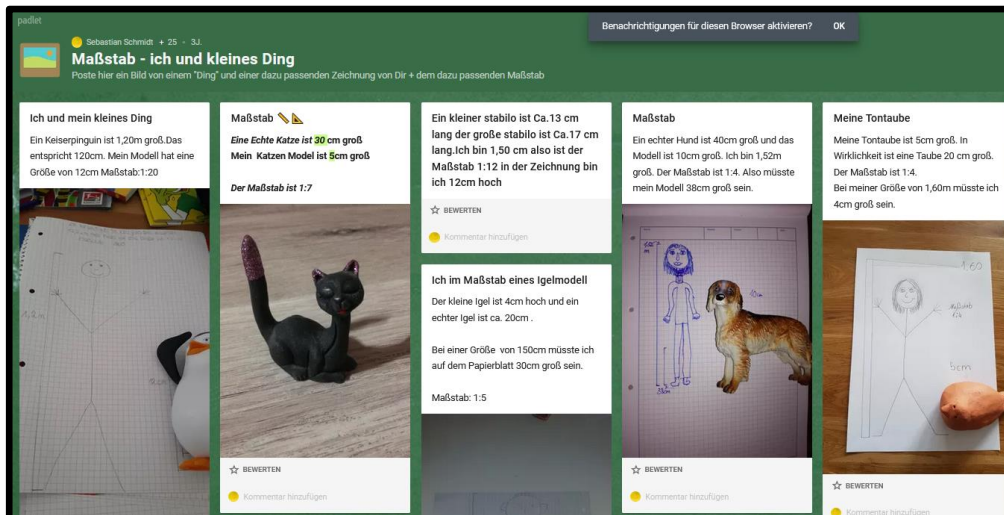 padlet
Benachrichtigungen für diesen Browser aktivieren? OK
Sebastian Schmidt + 25 - 3J.
Maßstab - ich und kleines Ding
Poste hier ein Bild von einem "Ding" und einer dazu passenden Zeichnung von Dir + dem dazu passenden Maßstab
Ich und mein kleines Ding
Ein Keiserpinguin ist 1,20m groß.Das
entspricht 120cm. Mein Modell hat eine
Größe von 12cm Maßstab:1:20
Maßstab 📏📐
Eine Echte Katze ist 30 cm groß
Mein Katzen Model ist 5cm groß
Der Maßstab ist 1:7
BEWERTEN
Kommentar hinzufügen
Ein kleiner stabilo ist Ca.13 cm
lang der große stabilo ist Ca.17 cm
lang.Ich bin 1,50 cm also ist der
Maßstab 1:12 in der Zeichnung bin
ich 12cm hoch
BEWERTEN
Kommentar hinzufügen
Ich im Maßstab eines Igelmodell
Der kleine Igel ist 4cm hoch und ein
echter Igel ist ca. 20cm .
Bei einer Größe von 150cm müsste ich
auf dem Papierblatt 30cm groß sein.
Maßstab: 1:5
Maßstab
Ein echter Hund ist 40cm groß und das
Modell ist 10cm groß. Ich bin 1,52m
groß. Der Maßstab ist 1:4. Also müsste
mein Modell 38cm groß sein.
BEWERTEN
Kommentar hinzufügen
Meine Tontaube
Meine Tontaube ist 5cm groß. In
Wirklichkeit ist eine Taube 20 cm groß.
Der Maßstab ist 1:4.
Bei meiner Größe von 1,60m müsste ich
4cm groß sein.
1,60
Maßstab
1:4
5cm
BEWERTEN
Kommentar hinzufügen